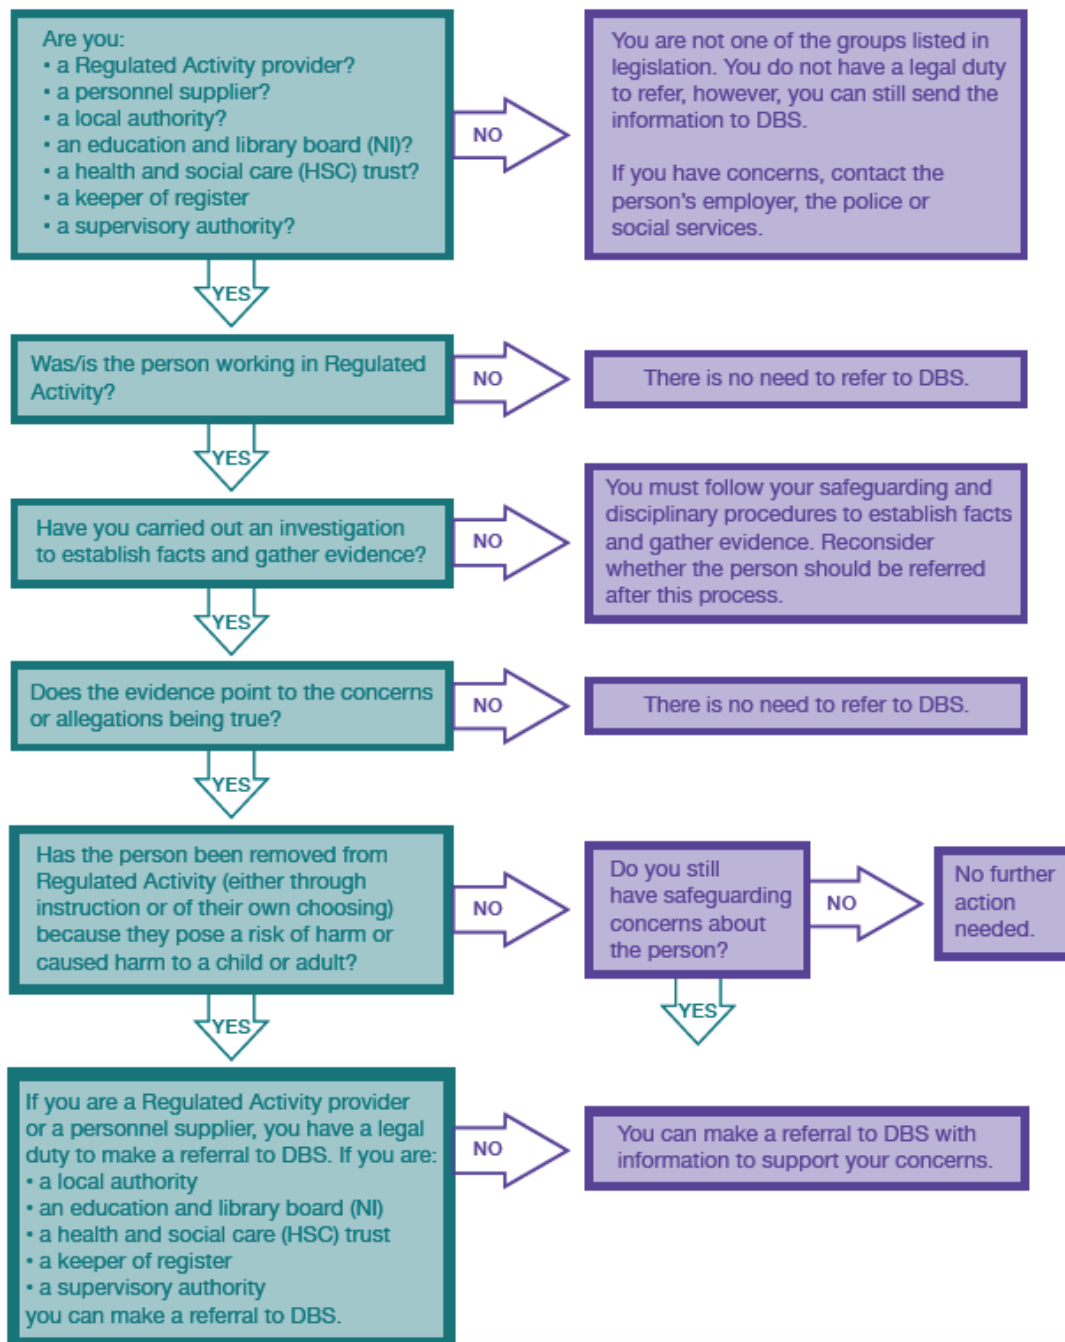 Are you:
• a Regulated Activity provider?
• a personnel supplier?
• a local authority?
• an education and library board (NI)?
• a health and social care (HSC) trust?
• a keeper of register
• a supervisory authority?
NO
You are not one of the groups listed in
legislation. You do not have a legal duty
to refer, however, you can still send the
information to DBS.
If you have concerns, contact the
person's employer, the police or
social services.
YES
Was/is the person working in Regulated
Activity?
NO
There is no need to refer to DBS.
YES
Have you carried out an investigation
to establish facts and gather evidence?
NO
You must follow your safeguarding and
disciplinary procedures to establish facts
and gather evidence. Reconsider
whether the person should be referred
after this process.
YES
Does the evidence point to the concerns
or allegations being true?
NO
There is no need to refer to DBS.
YES
Has the person been removed from
Regulated Activity (either through
instruction or of their own choosing)
because they pose a risk of harm or
caused harm to a child or adult?
NO
Do you still
have safeguarding
concerns about
the person?
NO
No further
action
needed.
YES
YES
If you are a Regulated Activity provider
or a personnel supplier, you have a legal
duty to make a referral to DBS. If you are:
• a local authority
• an education and library board (NI)
• a health and social care (HSC) trust
• a keeper of register
• a supervisory authority
you can make a referral to DBS.
NO
You can make a referral to DBS with
information to support your concerns.